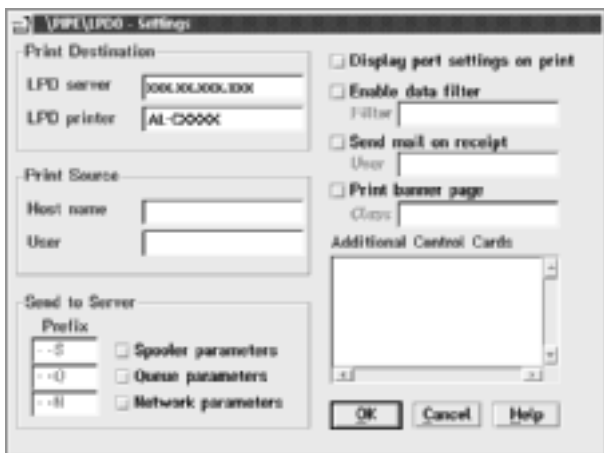 \PIPE\LPD0 - Settings
Print Destination
LPD server XXX.XX.XXX.XXX
LPD printer AL-CXXXX
Print Source
Host name
User
Send to Server
Prefix
--S Spooler parameters
--O Queue parameters
--N Network parameters
Display port settings on print
Enable data filter
Filter
Send mail on receipt
User
Print banner page
Class
Additional Control Cards
OK Cancel Help